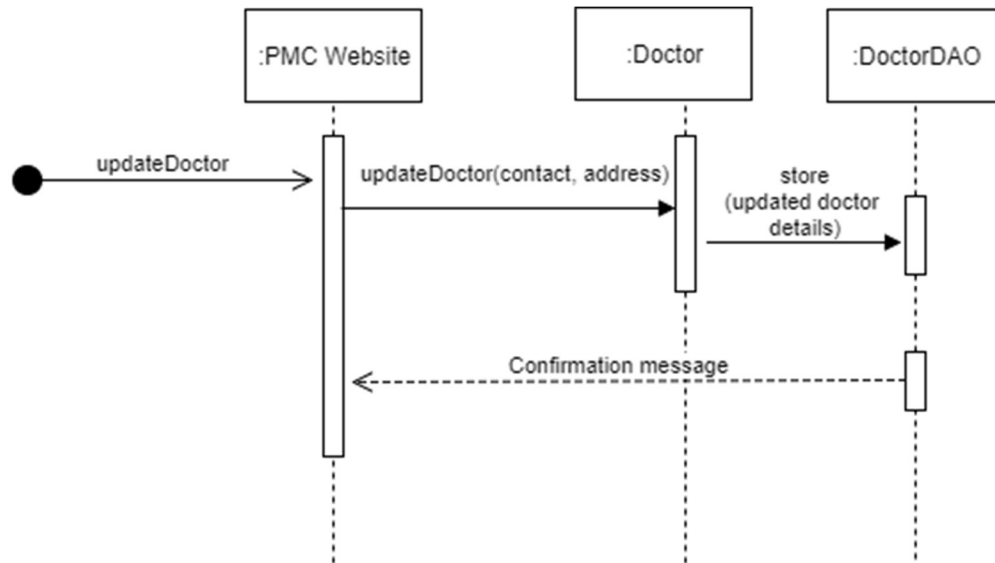 :PMC Website
:Doctor
:DoctorDAO
updateDoctor
updateDoctor(contact, address)
store
(updated doctor
details)
Confirmation message